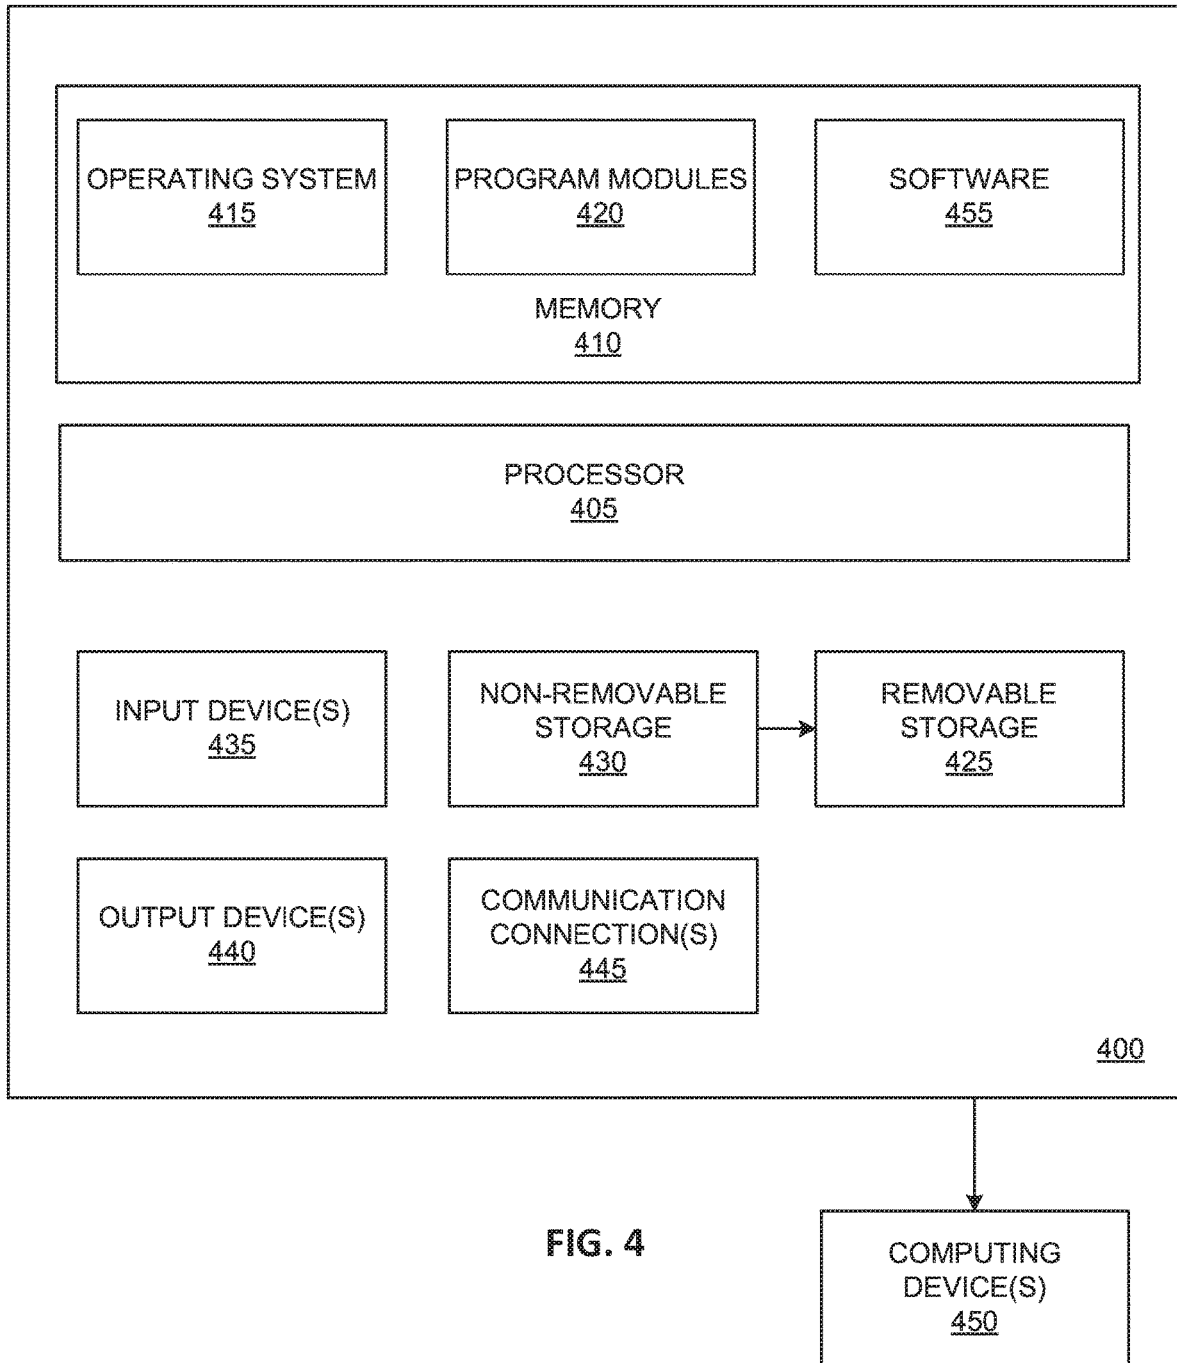 OPERATING SYSTEM
415
PROGRAM MODULES
420
SOFTWARE
455
MEMORY
410
PROCESSOR
405
INPUT DEVICE(S)
435
NON-REMOVABLE
STORAGE
430
REMOVABLE
STORAGE
425
OUTPUT DEVICE(S)
440
COMMUNICATION
CONNECTION(S)
445
400
FIG. 4
COMPUTING
DEVICE(S)
450